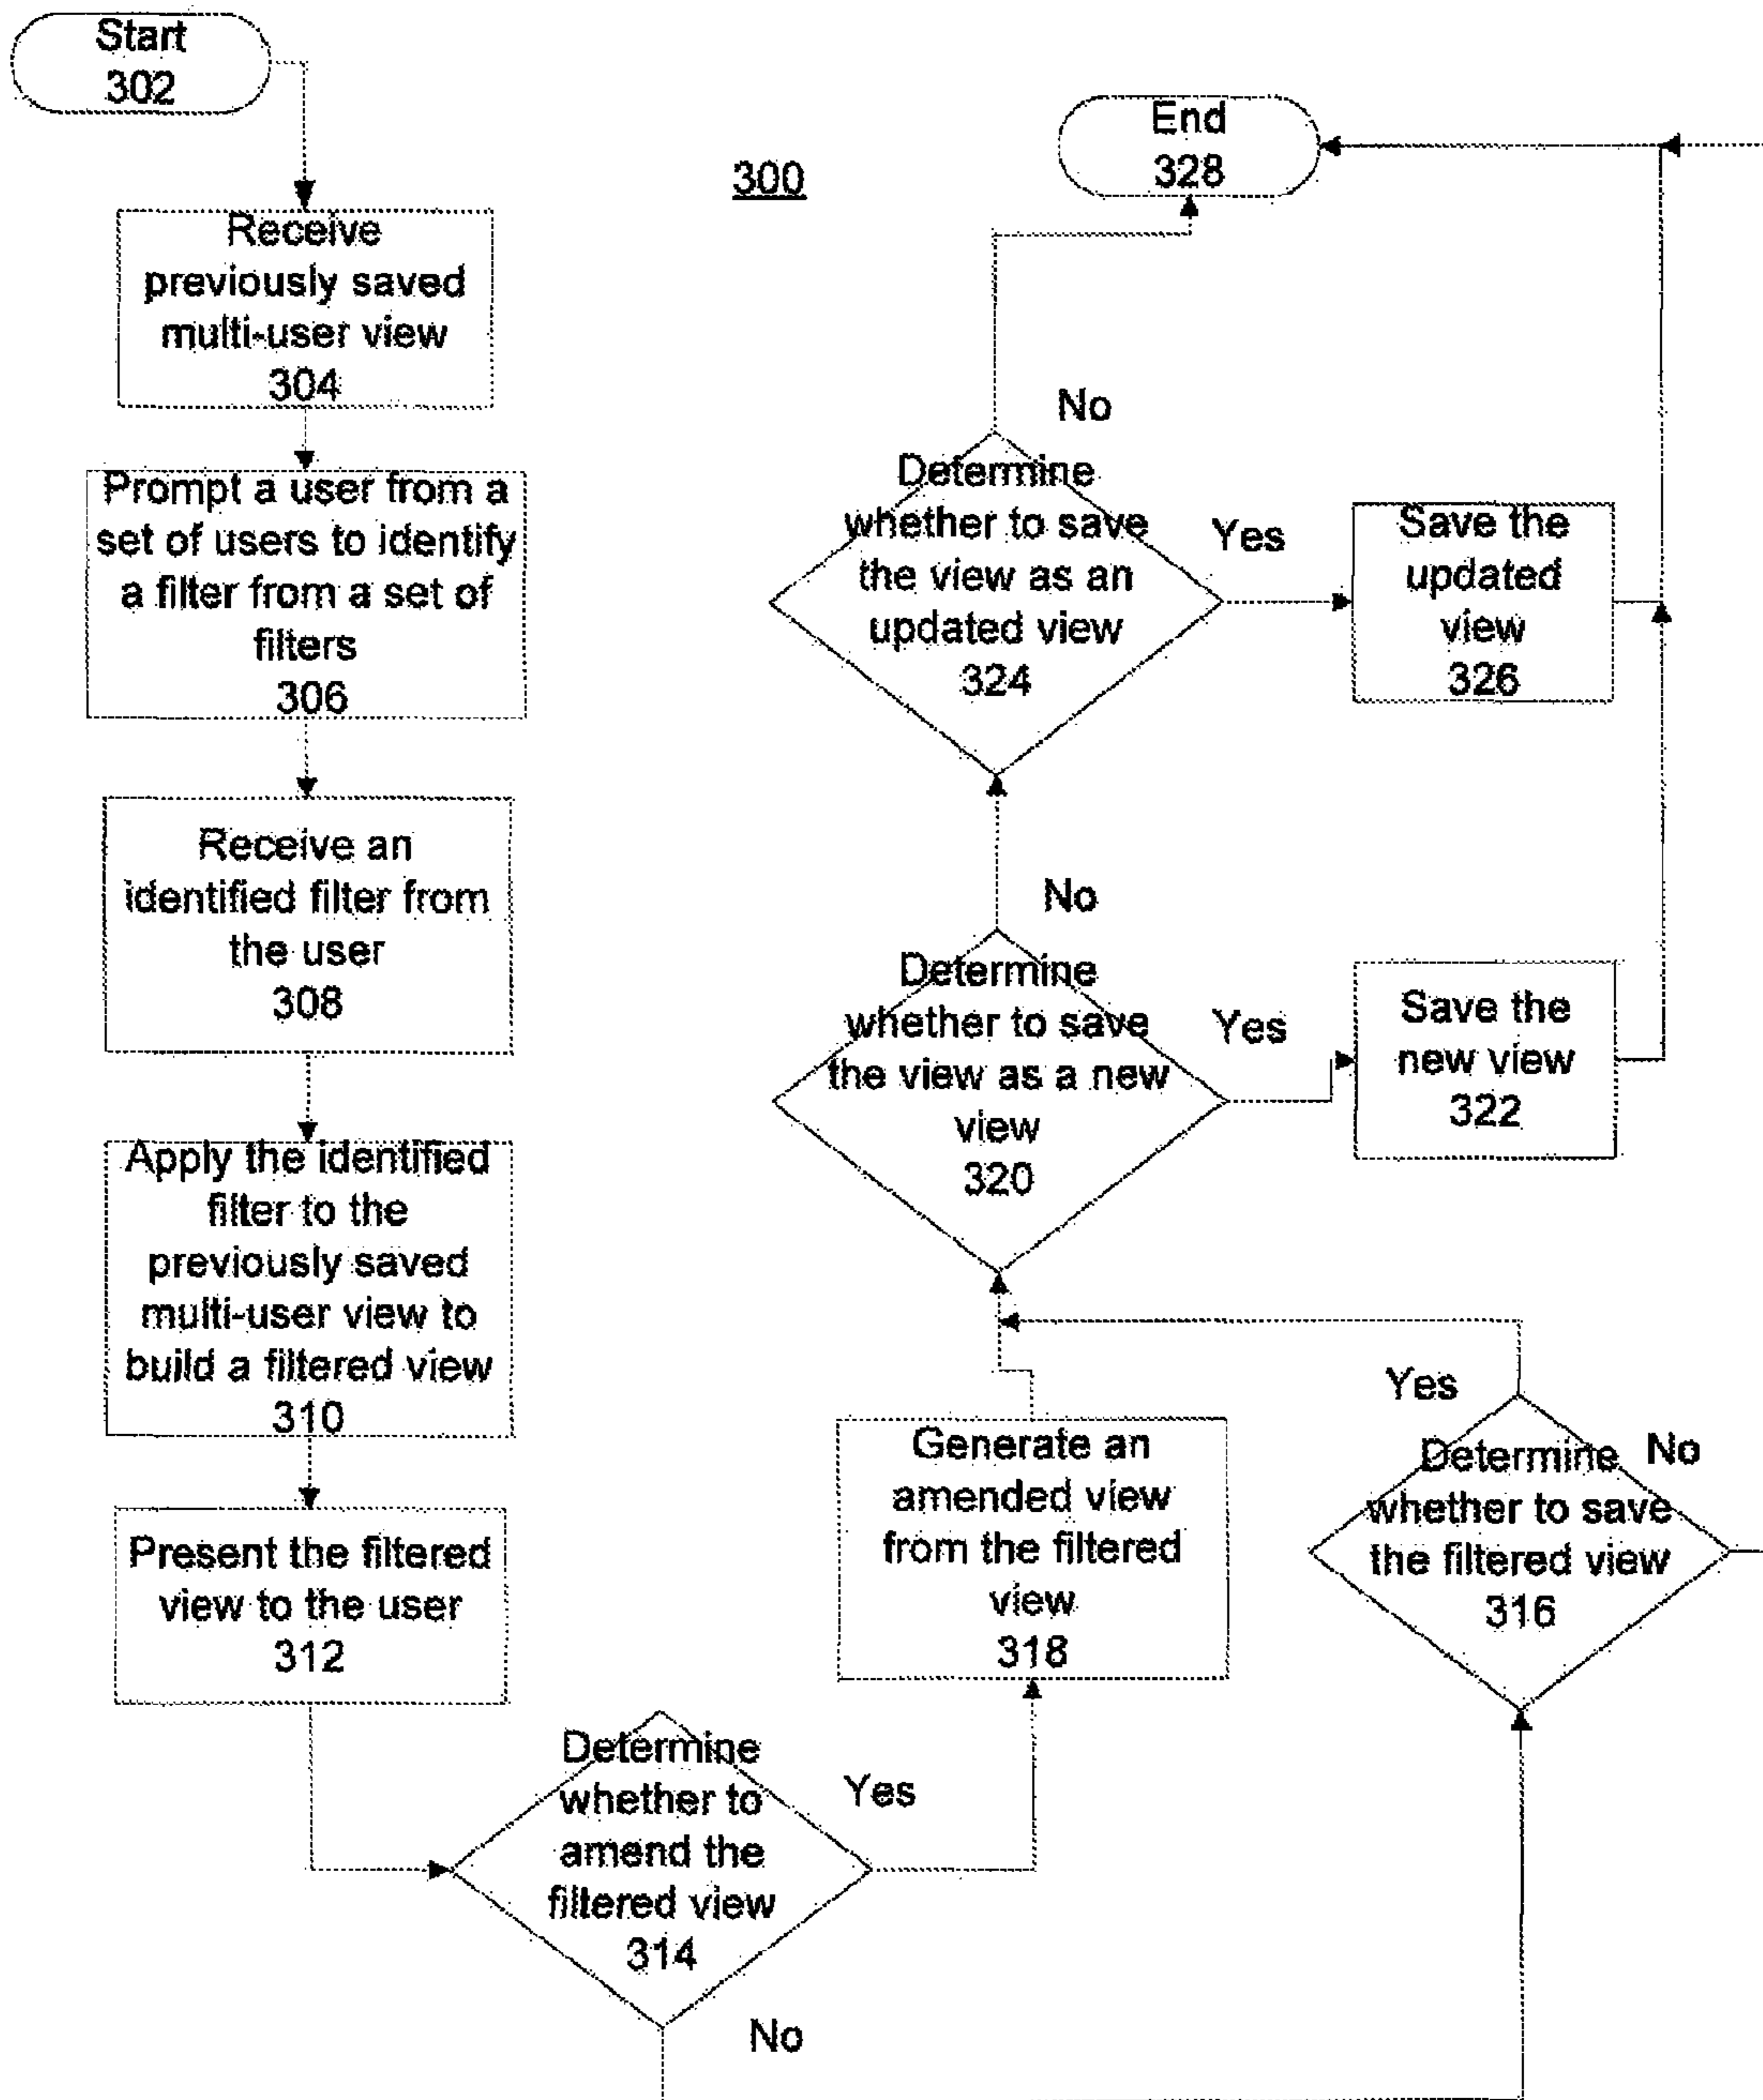 Start
302
Receive
previously saved
multi-user view
304
Prompt a user from a
set of users to identify
a filter from a set of
filters
306
Receive an
identified filter from
the user
308
Apply the identified
filter to the
previously saved
multi-user view to
build a filtered view
310
Present the filtered
view to the user
312
Determine
whether to
amend the
filtered view
314
Yes
No
Generate an
amended view
from the filtered
view
318
Determine
whether to save
the filtered view
316
Yes
No
Determine
whether to save
the view as a new
view
320
Yes
No
Save the
new view
322
Determine
whether to save
the view as an
updated view
324
Yes
No
Save the
updated
view
326
End
328
300